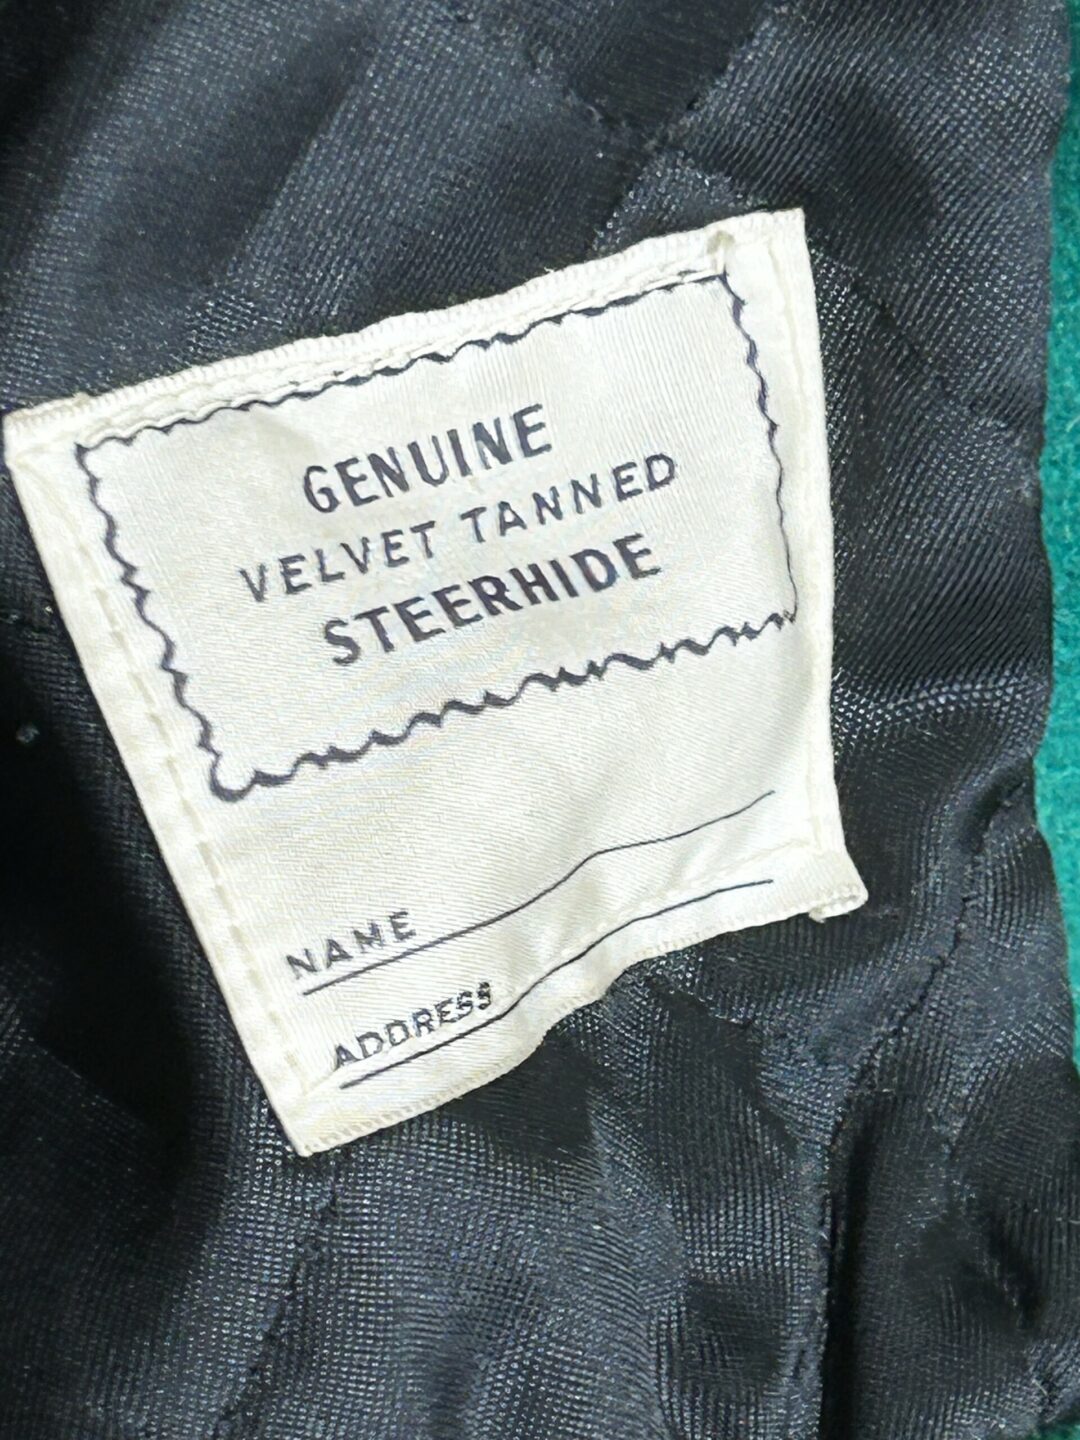 GENUINE
VELVET TANNED
STEERHIDE
NAME
ADDRESS